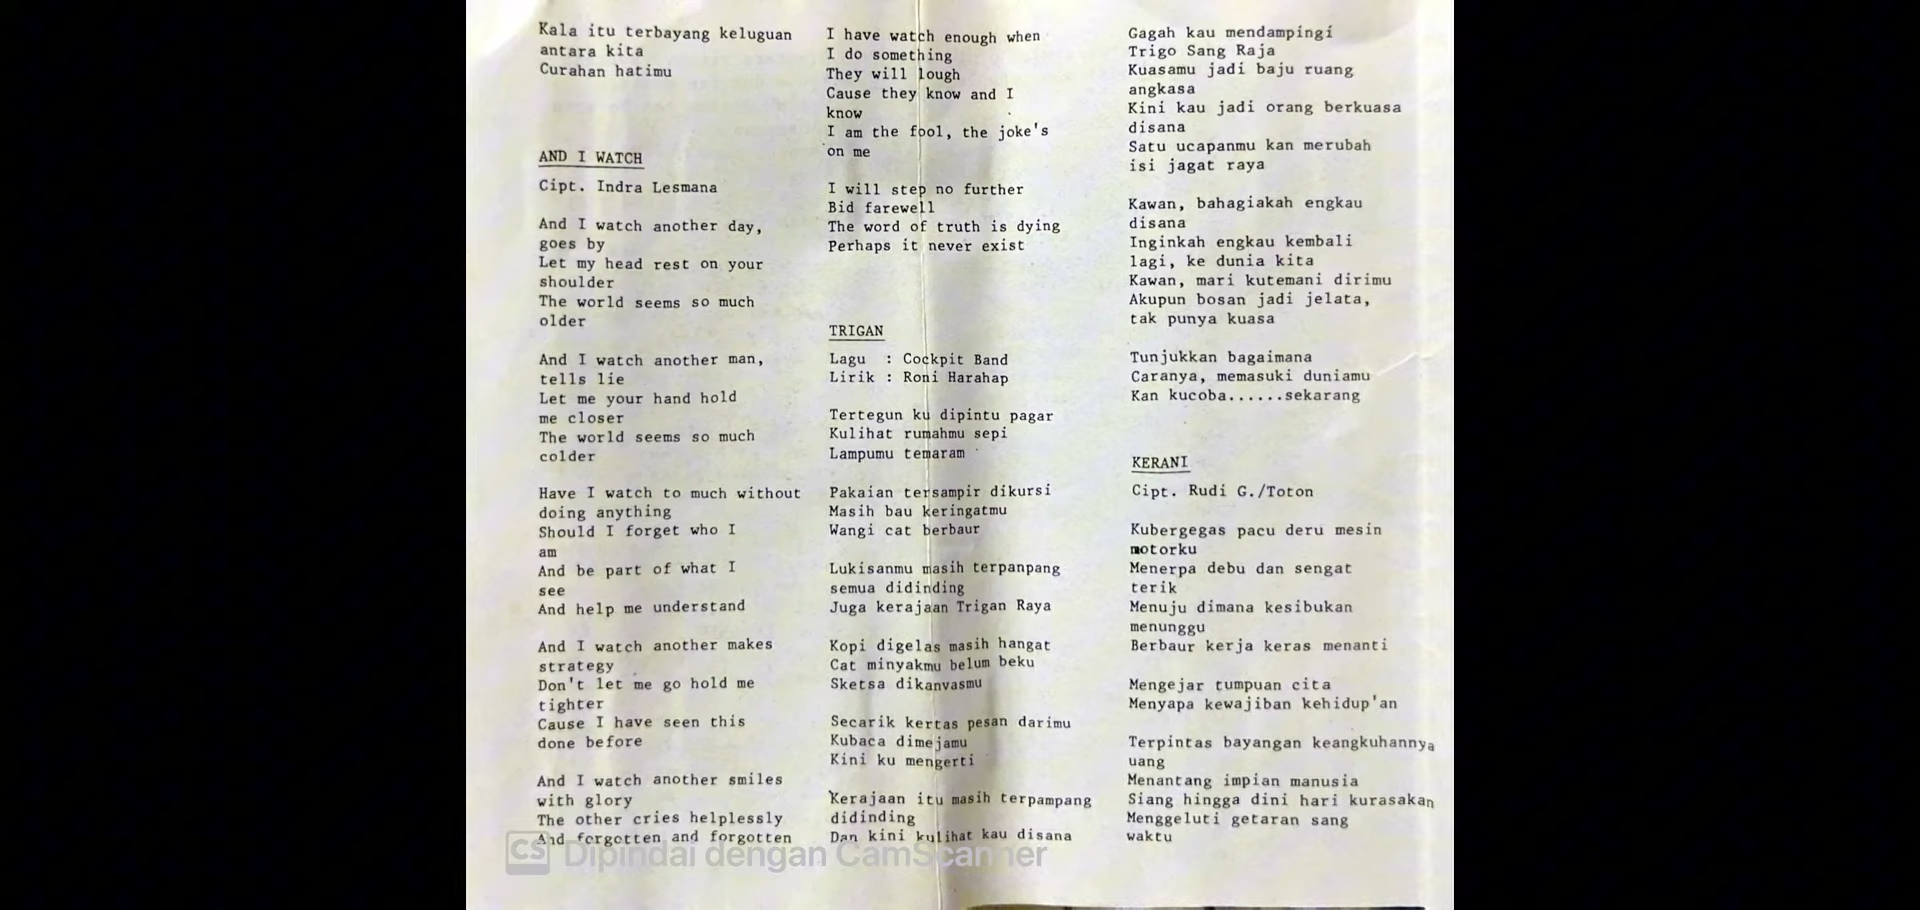 Kala itu terbayang keluguan
antara kita
Curahan hatimu
AND I WATCH
Cipt. Indra Lesmana
And I watch another day,
goes by
Let my head rest on your
shoulder
The world seems so much
older
And I watch another man,
tells lie
Let me your hand hold
me closer
The world seems so much
colder
Have I watch to much without
doing anything
Should I forget who I
am
And be part of what I
see
And help me understand
And I watch another makes
strategy
Don't let me go hold me
tighter
Cause I have seen this
done before
And I watch another smiles
with glory
The other cries helplessly
And forgotten and forgotten
I have watch enough when
I do something
They will lough
Cause they know and I
know
I am the fool, the joke's
on me
I will step no further
Bid farewell
The word of truth is dying
Perhaps it never exist
TRIGAN
Lagu : Cockpit Band
Lirik : Roni Harahap
Tertegun ku dipintu pagar
Kulihat rumahmu sepi
Lampumu temaram
Pakaian tersampir dikursi
Masih bau keringatmu
Wangi cat berbaur
Lukisanmu masih terpanpang
semua didinding
Juga kerajaan Trigan Raya
Kopi digelas masih hangat
Cat minyakmu belum beku
Sketsa dikanvasmu
Secarik kertas pesan darimu
Kubaca dimejamu
Kini ku mengerti
Kerajaan itu masih terpampang
didinding
Dan kini kulihat kau disana
Gagah kau mendampingi
Trigo Sang Raja
Kuasamu jadi baju ruang
angkasa
Kini kau jadi orang berkuasa
disana
Satu ucapanmu kan merubah
isi jagat raya
Kawan, bahagiakah engkau
disana
Inginkah engkau kembali
lagi, ke dunia kita
Kawan, mari kutemani dirimu
Akupun bosan jadi jelata,
tak punya kuasa
Tunjukkan bagaimana
Caranya, memasuki duniamu
Kan kucoba......sekarang
KERANI
Cipt. Rudi G./Toton
Kubergegas pacu deru mesin
motorku
Menerpa debu dan sengat
terik
Menuju dimana kesibukan
menunggu
Berbaur kerja keras menanti
Mengejar tumpuan cita
Menyapa kewajiban kehidup'an
Terpintas bayangan keangkuhannya
uang
Menantang impian manusia
Siang hingga dini hari kurasakan
Menggeluti getaran sang
waktu
CS Dipindai dengan CamScanner